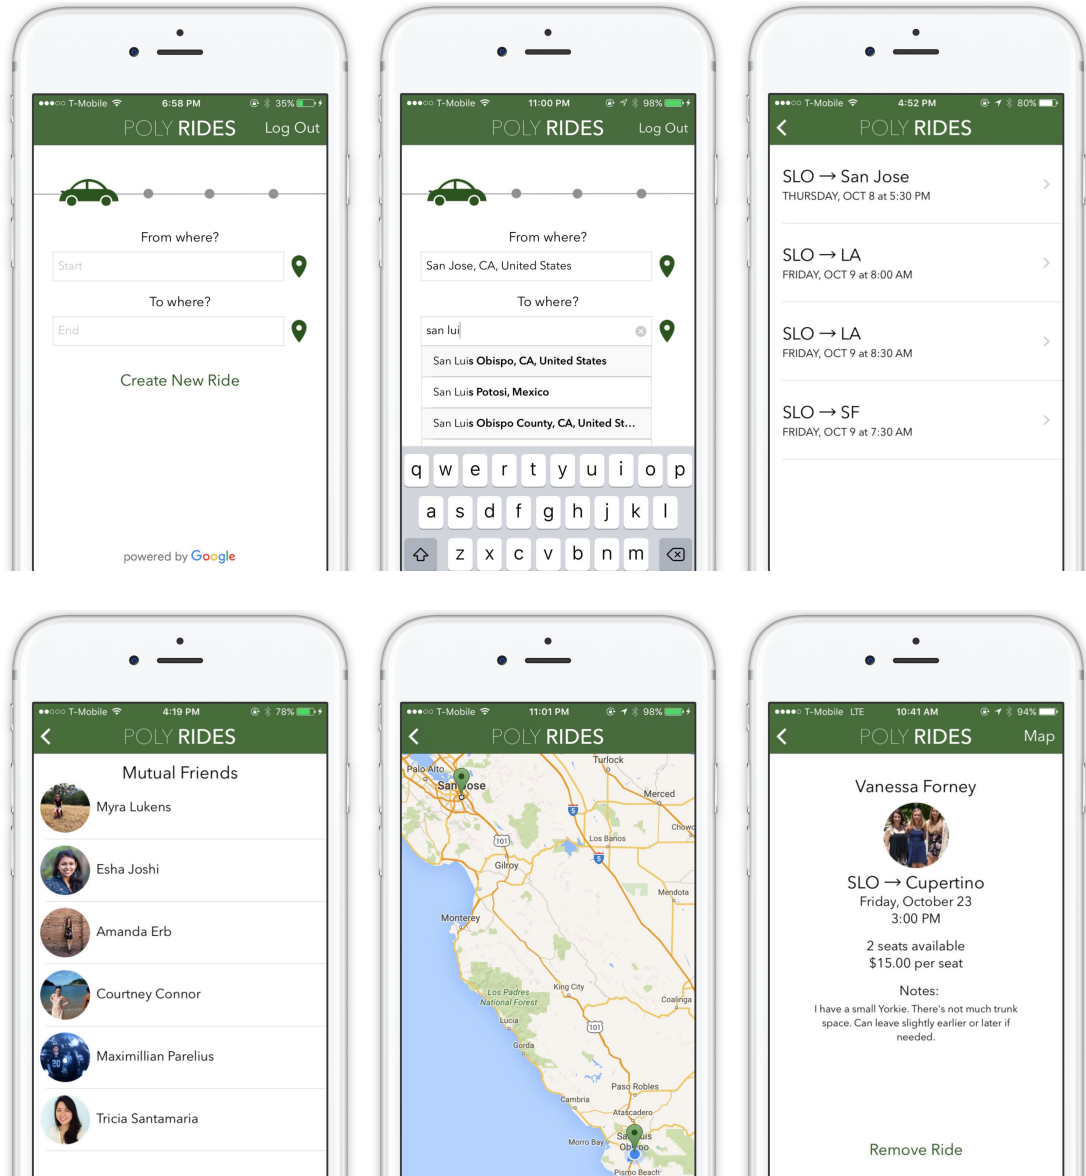 T-Mobile 6:58 PM 35%
POLY RIDES Log Out
From where?
Start
To where?
End
Create New Ride
powered by Google
T-Mobile 11:00 PM 98%
POLY RIDES Log Out
From where?
San Jose, CA, United States
To where?
san lui
San Luis Obispo, CA, United States
San Luis Potosi, Mexico
San Luis Obispo County, CA, United St...
q w e r t y u i o p
a s d f g h j k l
z x c v b n m
T-Mobile 4:52 PM 80%
POLY RIDES
SLO → San Jose
THURSDAY, OCT 8 at 5:30 PM
SLO → LA
FRIDAY, OCT 9 at 8:00 AM
SLO → LA
FRIDAY, OCT 9 at 8:30 AM
SLO → SF
FRIDAY, OCT 9 at 7:30 AM
T-Mobile 4:19 PM 78%
POLY RIDES
Mutual Friends
Myra Lukens
Esha Joshi
Amanda Erb
Courtney Connor
Maximillian Parelius
20
Tricia Santamaria
T-Mobile 11:01 PM 98%
POLY RIDES
Turlock
Palo Alto
San Jose
Merced
5
Chow
101
Los Banos
5
Gilroy
Mendota
Monterey
King City
Los Padres
National Forest
Coalinga
Lucia
101
Gorda
Paso Robles
Cambria
Atascadero
Morro Bay
San Luis
Obispo
Pismo Beach
T-Mobile LTE 10:41 AM 94%
POLY RIDES Map
Vanessa Forney
SLO → Cupertino
Friday, October 23
3:00 PM
2 seats available
$15.00 per seat
Notes:
I have a small Yorkie. There's not much trunk
space. Can leave slightly earlier or later if
needed.
Remove Ride